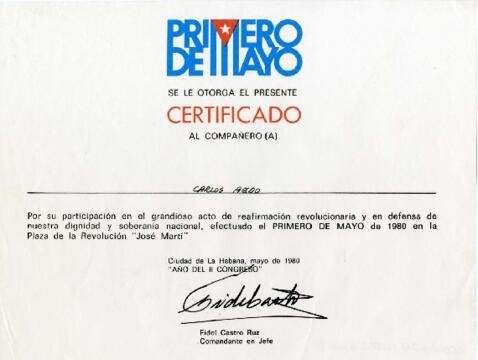 PRIMERO
DE MAYO
SE LE OTORGA EL PRESENTE
CERTIFICADO
AL COMPAÑERO (A)
CARLOS
Por su participación en el grandioso acto de reafirmación revolucionaria y en defensa de
nuestra dignidad y soberanía nacional, efectuado el PRIMERO DE MAYO de 1980 en la
Plaza de la Revolución "José Martí"
Ciudad de La Habana, mayo de 1980
"AÑO DEL II CONGRESO"
Fidel Castro
Fidel Castro Ruz
Comandante en Jefe